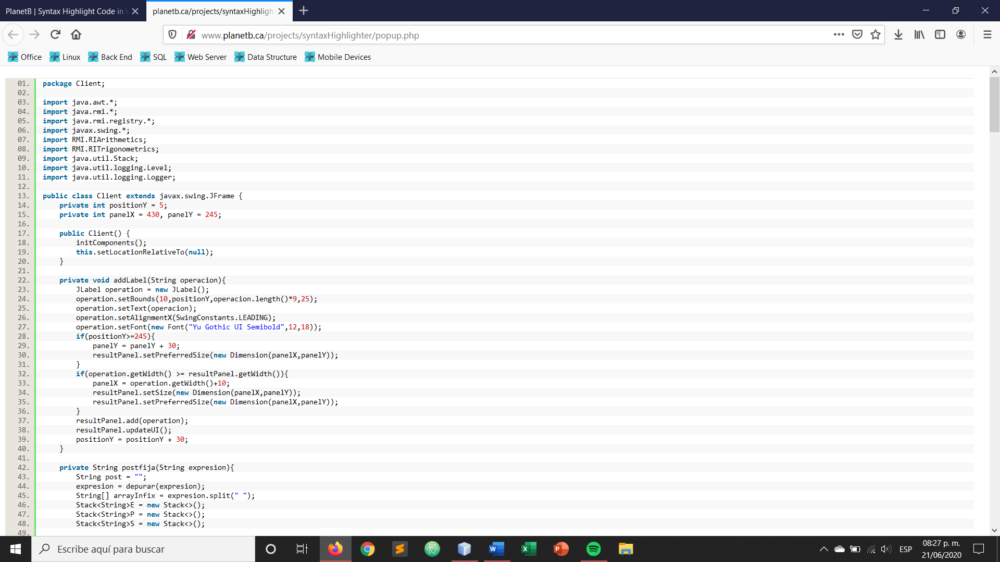 PlanetB | Syntax Highlight Code in
planetb.ca/projects/syntaxHighligh
www.planetb.ca/projects/syntaxHighlighter/popup.php
Office Linux Back End SQL Web Server Data Structure Mobile Devices
01. package Client;
02.
03. import java.awt.*;
04. import java.rmi.*;
05. import java.rmi.registry.*;
06. import javax.swing.*;
07. import RMI.RIArithmetics;
08. import RMI.RITrigonometrics;
09. import java.util.Stack;
10. import java.util.logging.Level;
11. import java.util.logging.Logger;
12.
13. public class Client extends javax.swing.JFrame {
14.     private int positionY = 5;
15.     private int panelX = 430, panelY = 245;
16.
17.     public Client() {
18.         initComponents();
19.         this.setLocationRelativeTo(null);
20.     }
21.
22.     private void addLabel(String operacion){
23.         JLabel operation = new JLabel();
24.         operation.setBounds(10,positionY,operacion.length()*9,25);
25.         operation.setText(operacion);
26.         operation.setAlignmentX(SwingConstants.LEADING);
27.         operation.setFont(new Font("Yu Gothic UI Semibold",12,18));
28.         if(positionY>=245){
29.             panelY = panelY + 30;
30.             resultPanel.setPreferredSize(new Dimension(panelX,panelY));
31.         }
32.         if(operation.getWidth() >= resultPanel.getWidth()){
33.             panelX = operation.getWidth()+10;
34.             resultPanel.setSize(new Dimension(panelX,panelY));
35.             resultPanel.setPreferredSize(new Dimension(panelX,panelY));
36.         }
37.         resultPanel.add(operation);
38.         resultPanel.updateUI();
39.         positionY = positionY + 30;
40.     }
41.
42.     private String postfija(String expresion){
43.         String post = "";
44.         expresion = depurar(expresion);
45.         String[] arrayInfix = expresion.split(" ");
46.         Stack<String>E = new Stack<>();
47.         Stack<String>P = new Stack<>();
48.         Stack<String>S = new Stack<>();
49.
Escribe aquí para buscar
ESP
08:27 p. m.
21/06/2020